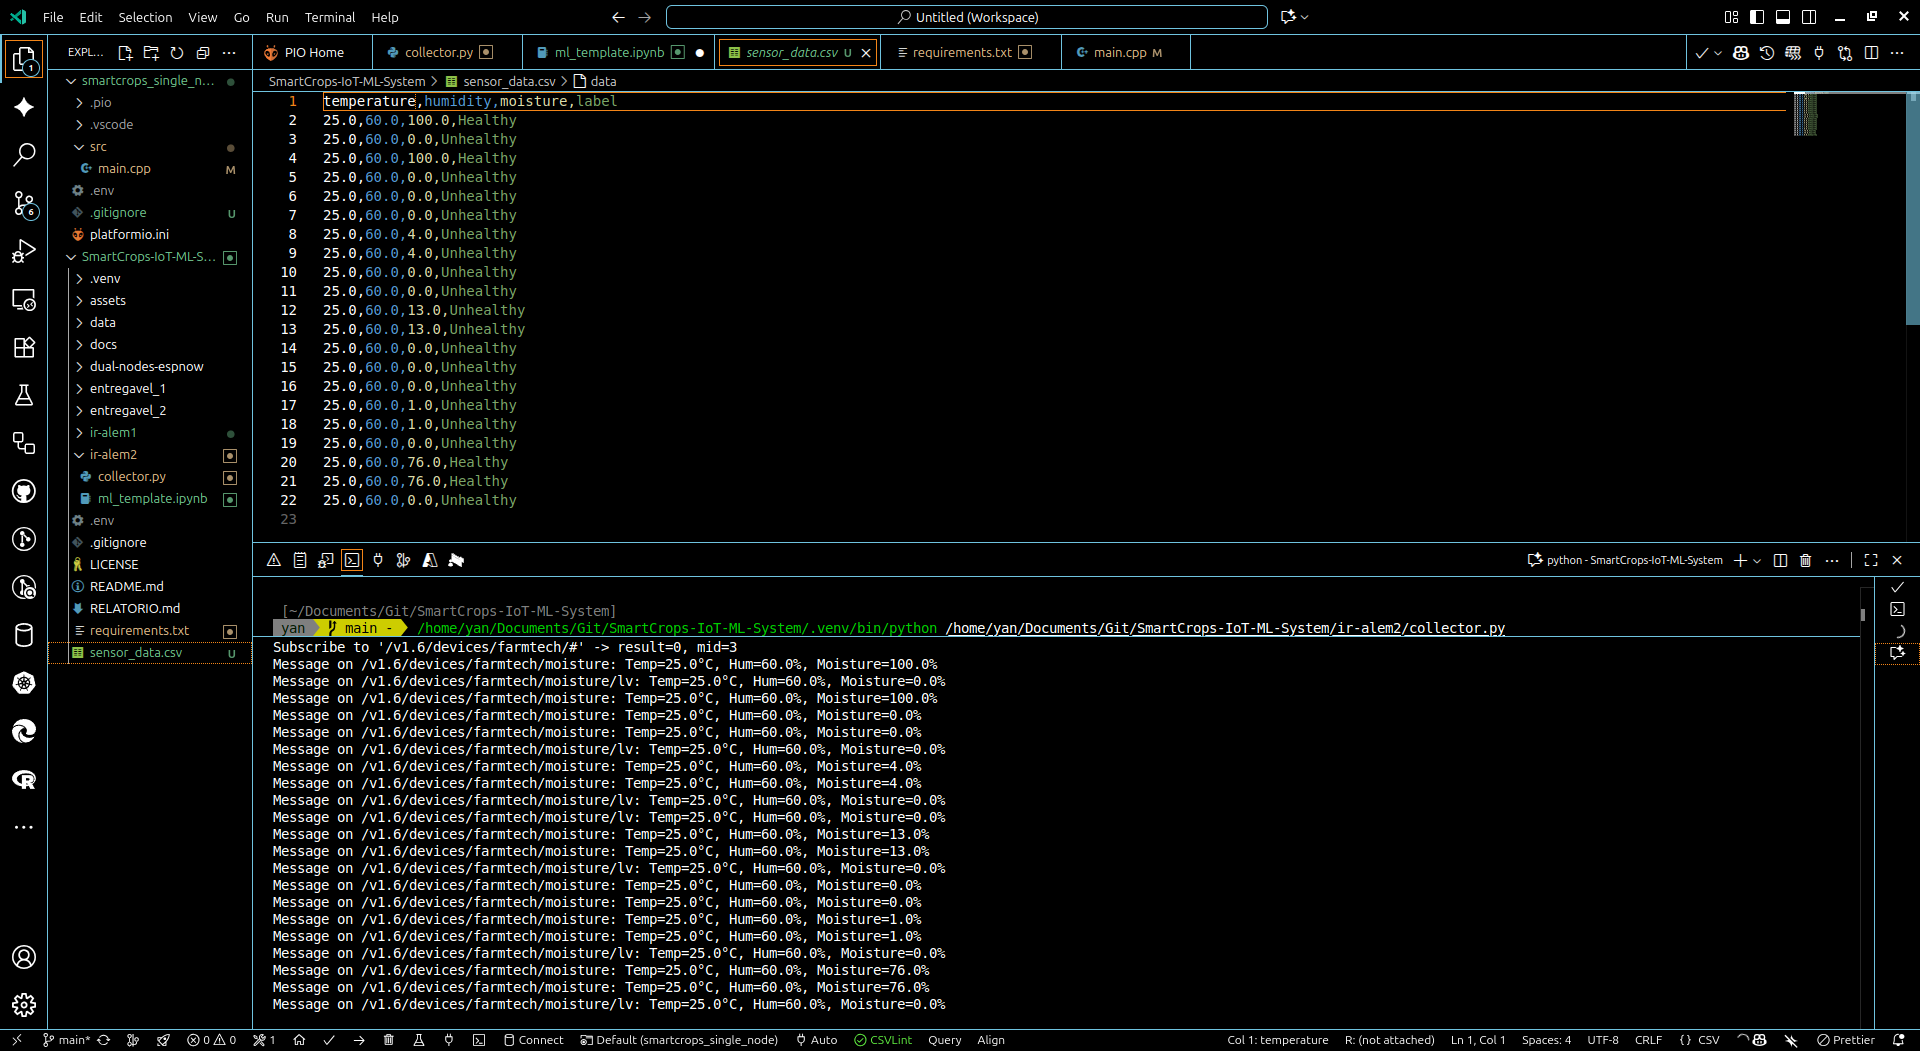 File Edit Selection View Go Run Terminal Help
Untitled (Workspace)
EXPL...
PIO Home
collector.py
ml_template.ipynb
sensor_data.csv U
requirements.txt
main.cpp M
SmartCrops-IoT-ML-System > sensor_data.csv > data
smartcrops_single_n...
.pio
.vscode
src
main.cpp M
.env
.gitignore U
platformio.ini
SmartCrops-IoT-ML-S...
.venv
assets
data
docs
dual-nodes-espnow
entregavel_1
entregavel_2
ir-alem1
ir-alem2
collector.py
ml_template.ipynb
.env
.gitignore
LICENSE
README.md
RELATORIO.md
requirements.txt
sensor_data.csv U
1
6
1 temperature,humidity,moisture,label
2 25.0,60.0,100.0,Healthy
3 25.0,60.0,0.0,Unhealthy
4 25.0,60.0,100.0,Healthy
5 25.0,60.0,0.0,Unhealthy
6 25.0,60.0,0.0,Unhealthy
7 25.0,60.0,0.0,Unhealthy
8 25.0,60.0,4.0,Unhealthy
9 25.0,60.0,4.0,Unhealthy
10 25.0,60.0,0.0,Unhealthy
11 25.0,60.0,0.0,Unhealthy
12 25.0,60.0,13.0,Unhealthy
13 25.0,60.0,13.0,Unhealthy
14 25.0,60.0,0.0,Unhealthy
15 25.0,60.0,0.0,Unhealthy
16 25.0,60.0,0.0,Unhealthy
17 25.0,60.0,1.0,Unhealthy
18 25.0,60.0,1.0,Unhealthy
19 25.0,60.0,0.0,Unhealthy
20 25.0,60.0,76.0,Healthy
21 25.0,60.0,76.0,Healthy
22 25.0,60.0,0.0,Unhealthy
23
python - SmartCrops-IoT-ML-System
[~/Documents/Git/SmartCrops-IoT-ML-System]
yan main - /home/yan/Documents/Git/SmartCrops-IoT-ML-System/.venv/bin/python /home/yan/Documents/Git/SmartCrops-IoT-ML-System/ir-alem2/collector.py
Subscribe to '/v1.6/devices/farmtech/#' -> result=0, mid=3
Message on /v1.6/devices/farmtech/moisture: Temp=25.0°C, Hum=60.0%, Moisture=100.0%
Message on /v1.6/devices/farmtech/moisture/lv: Temp=25.0°C, Hum=60.0%, Moisture=0.0%
Message on /v1.6/devices/farmtech/moisture: Temp=25.0°C, Hum=60.0%, Moisture=100.0%
Message on /v1.6/devices/farmtech/moisture: Temp=25.0°C, Hum=60.0%, Moisture=0.0%
Message on /v1.6/devices/farmtech/moisture: Temp=25.0°C, Hum=60.0%, Moisture=0.0%
Message on /v1.6/devices/farmtech/moisture/lv: Temp=25.0°C, Hum=60.0%, Moisture=0.0%
Message on /v1.6/devices/farmtech/moisture: Temp=25.0°C, Hum=60.0%, Moisture=4.0%
Message on /v1.6/devices/farmtech/moisture: Temp=25.0°C, Hum=60.0%, Moisture=4.0%
Message on /v1.6/devices/farmtech/moisture/lv: Temp=25.0°C, Hum=60.0%, Moisture=0.0%
Message on /v1.6/devices/farmtech/moisture/lv: Temp=25.0°C, Hum=60.0%, Moisture=0.0%
Message on /v1.6/devices/farmtech/moisture: Temp=25.0°C, Hum=60.0%, Moisture=13.0%
Message on /v1.6/devices/farmtech/moisture: Temp=25.0°C, Hum=60.0%, Moisture=13.0%
Message on /v1.6/devices/farmtech/moisture/lv: Temp=25.0°C, Hum=60.0%, Moisture=0.0%
Message on /v1.6/devices/farmtech/moisture: Temp=25.0°C, Hum=60.0%, Moisture=0.0%
Message on /v1.6/devices/farmtech/moisture: Temp=25.0°C, Hum=60.0%, Moisture=0.0%
Message on /v1.6/devices/farmtech/moisture: Temp=25.0°C, Hum=60.0%, Moisture=1.0%
Message on /v1.6/devices/farmtech/moisture: Temp=25.0°C, Hum=60.0%, Moisture=1.0%
Message on /v1.6/devices/farmtech/moisture/lv: Temp=25.0°C, Hum=60.0%, Moisture=0.0%
Message on /v1.6/devices/farmtech/moisture: Temp=25.0°C, Hum=60.0%, Moisture=76.0%
Message on /v1.6/devices/farmtech/moisture: Temp=25.0°C, Hum=60.0%, Moisture=76.0%
Message on /v1.6/devices/farmtech/moisture/lv: Temp=25.0°C, Hum=60.0%, Moisture=0.0%
main* 0 0 1 Connect Default (smartcrops_single_node) Auto CSVLint Query Align Col 1: temperature R: (not attached) Ln 1, Col 1 Spaces: 4 UTF-8 CRLF { } CSV Prettier